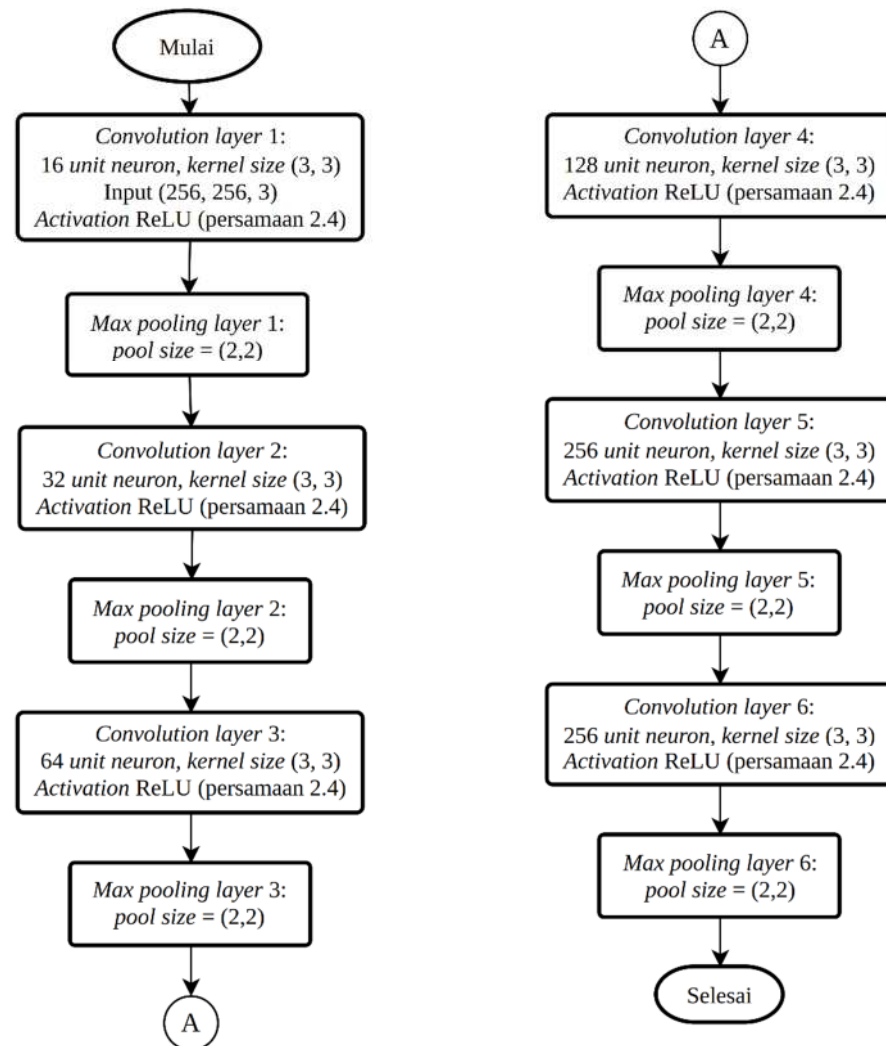 Mulai
Convolution layer 1:
16 unit neuron, kernel size (3, 3)
Input (256, 256, 3)
Activation ReLU (persamaan 2.4)
Max pooling layer 1:
pool size = (2,2)
Convolution layer 2:
32 unit neuron, kernel size (3, 3)
Activation ReLU (persamaan 2.4)
Max pooling layer 2:
pool size = (2,2)
Convolution layer 3:
64 unit neuron, kernel size (3, 3)
Activation ReLU (persamaan 2.4)
Max pooling layer 3:
pool size = (2,2)
A
A
Convolution layer 4:
128 unit neuron, kernel size (3, 3)
Activation ReLU (persamaan 2.4)
Max pooling layer 4:
pool size = (2,2)
Convolution layer 5:
256 unit neuron, kernel size (3, 3)
Activation ReLU (persamaan 2.4)
Max pooling layer 5:
pool size = (2,2)
Convolution layer 6:
256 unit neuron, kernel size (3, 3)
Activation ReLU (persamaan 2.4)
Max pooling layer 6:
pool size = (2,2)
Selesai